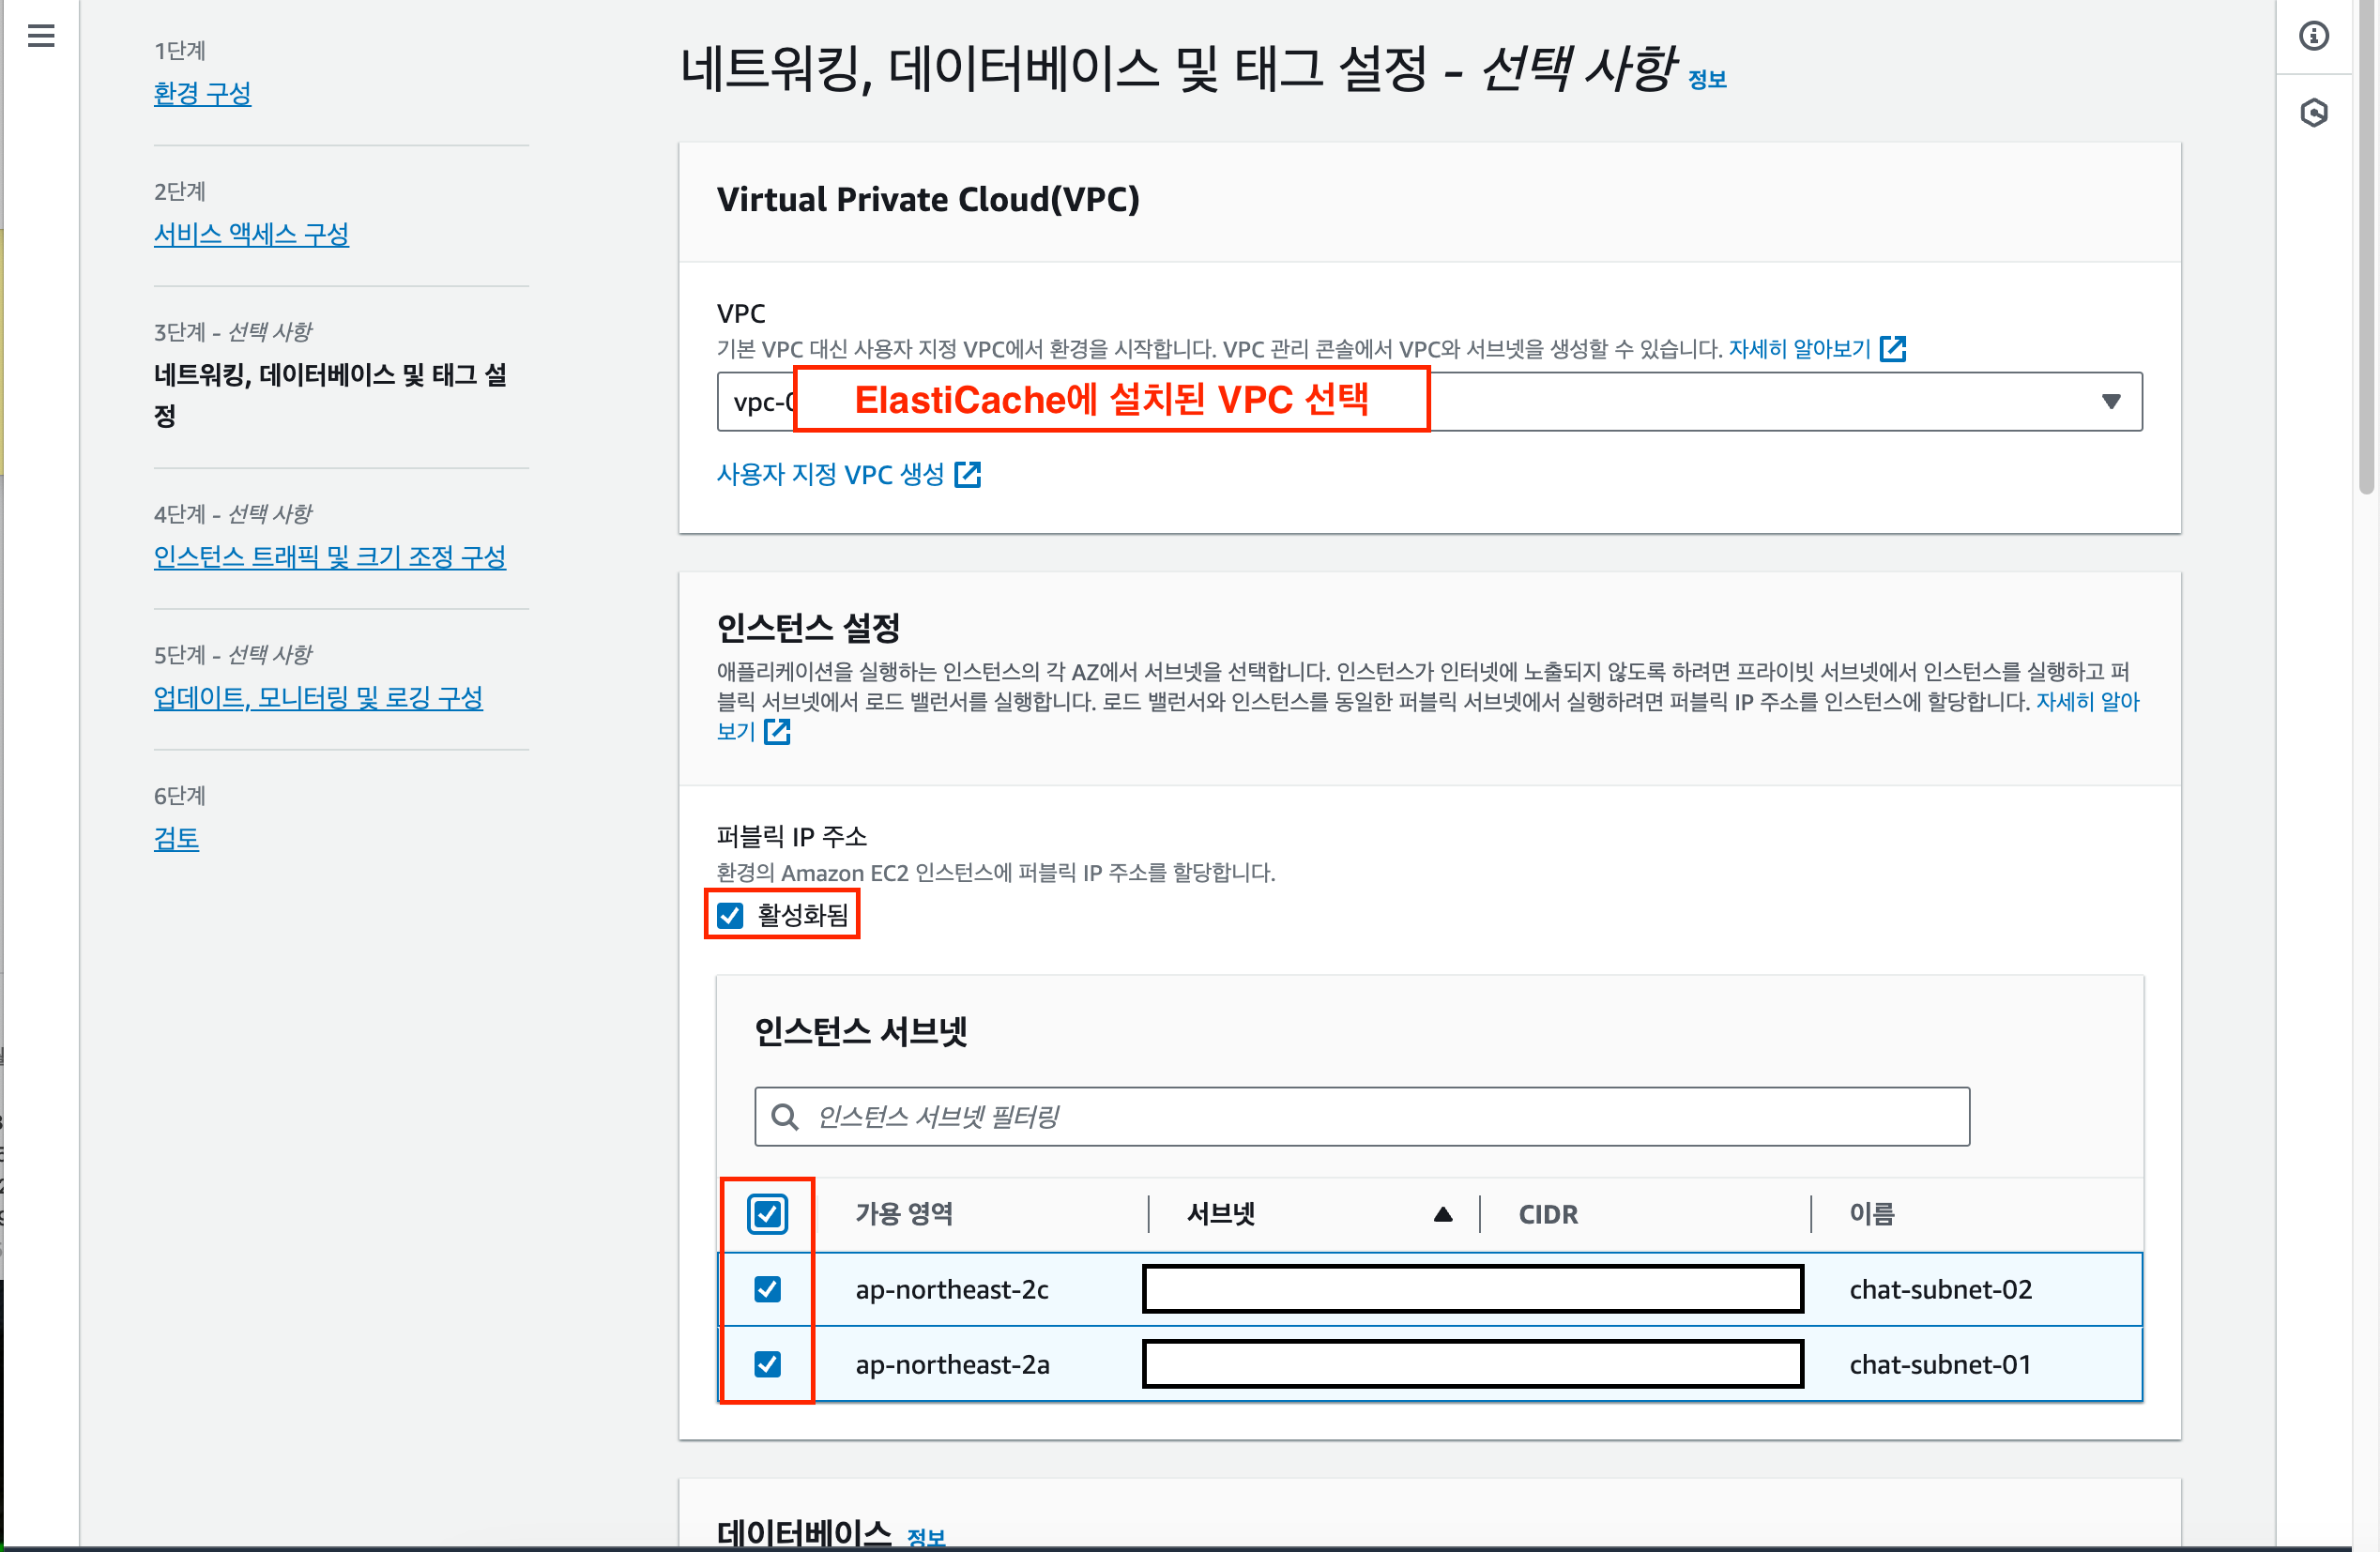 1단계
환경 구성
2단계
서비스 액세스 구성
3단계 - 선택 사항
네트워킹, 데이터베이스 및 태그 설
정
4단계 - 선택 사항
인스턴스 트래픽 및 크기 조정 구성
5단계 - 선택 사항
업데이트, 모니터링 및 로깅 구성
6단계
검토
네트워킹, 데이터베이스 및 태그 설정 - 선택 사항 정보
Virtual Private Cloud(VPC)
VPC
기본 VPC 대신 사용자 지정 VPC에서 환경을 시작합니다. VPC 관리 콘솔에서 VPC와 서브넷을 생성할 수 있습니다. 자세히 알아보기
vpc-0 ElastiCache에 설치된 VPC 선택
사용자 지정 VPC 생성
인스턴스 설정
애플리케이션을 실행하는 인스턴스의 각 AZ에서 서브넷을 선택합니다. 인스턴스가 인터넷에 노출되지 않도록 하려면 프라이빗 서브넷에서 인스턴스를 실행하고 퍼
블릭 서브넷에서 로드 밸런서를 실행합니다. 로드 밸런서와 인스턴스를 동일한 퍼블릭 서브넷에서 실행하려면 퍼블릭 IP 주소를 인스턴스에 할당합니다. 자세히 알아
보기
퍼블릭 IP 주소
환경의 Amazon EC2 인스턴스에 퍼블릭 IP 주소를 할당합니다.
활성화됨
인스턴스 서브넷
인스턴스 서브넷 필터링
가용 영역 서브넷 CIDR 이름
ap-northeast-2c chat-subnet-02
ap-northeast-2a chat-subnet-01
데이터베이스 정보